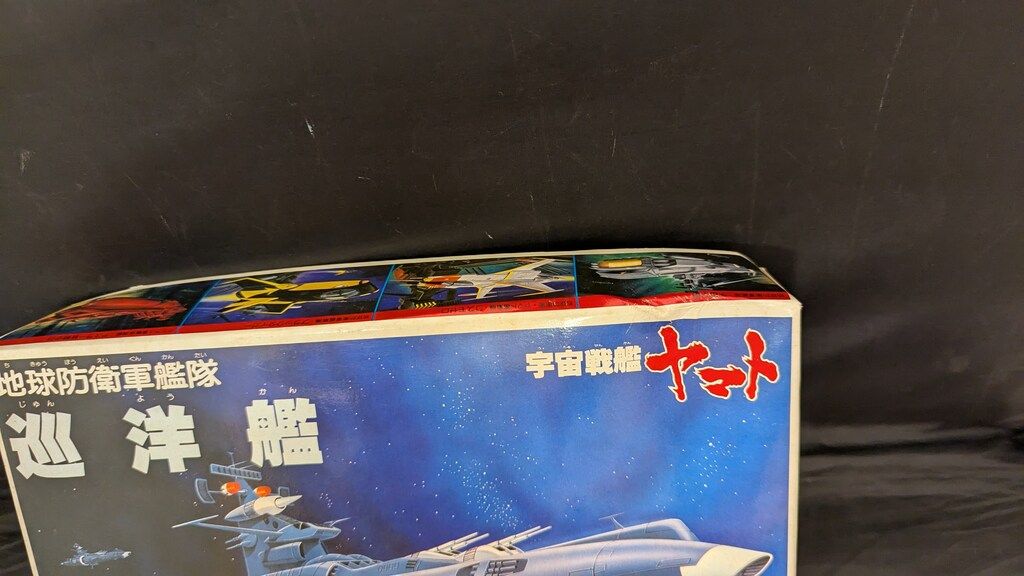 ち きゅう ぼう えい ぐん かん たい
地球防衛軍艦隊
じゅん よう かん
巡洋艦
宇宙戦艦ヤマト